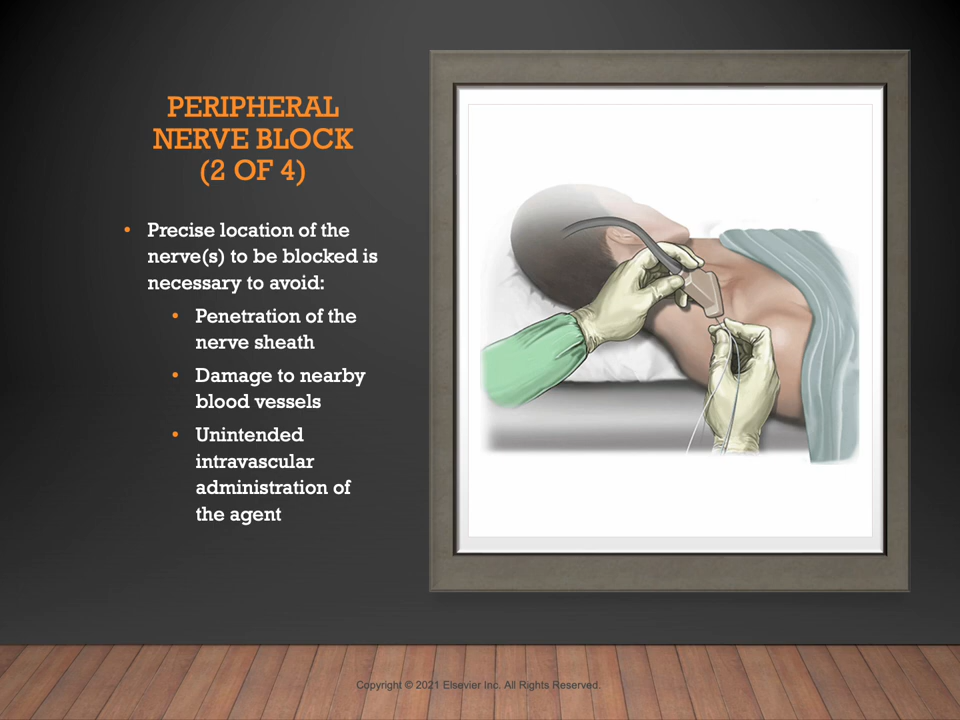 PERIPHERAL
NERVE BLOCK
(2 OF 4)
• Precise location of the
nerve(s) to be blocked is
necessary to avoid:
• Penetration of the
nerve sheath
• Damage to nearby
blood vessels
• Unintended
intravascular
administration of
the agent
Copyright © 2021 Elsevier Inc. All Rights Reserved.